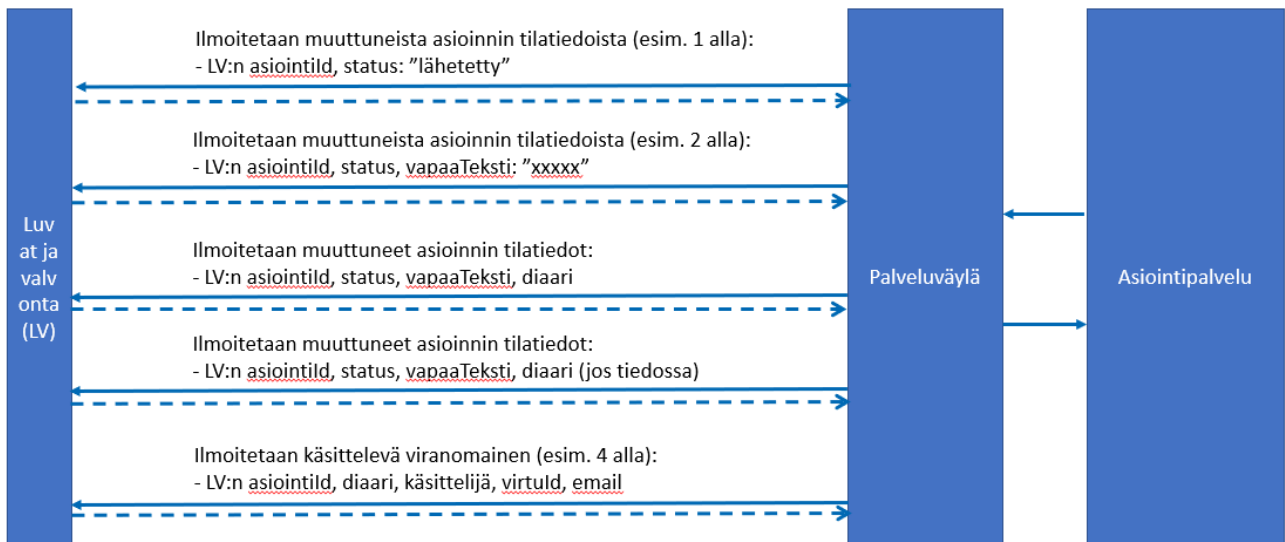 Ilmoitetaan muuttuneista asioinnin tilatiedoista (esim. 1 alla):
- LV:n asiointiId, status: ”lähetetty”
Ilmoitetaan muuttuneista asioinnin tilatiedoista (esim. 2 alla):
- LV:n asiointiId, status, vapaaTeksti: ”xxxxx”
Ilmoitetaan muuttuneet asioinnin tilatiedot:
- LV:n asiointiId, status, vapaaTeksti, diaari
Ilmoitetaan muuttuneet asioinnin tilatiedot:
- LV:n asiointiId, status, vapaaTeksti, diaari (jos tiedossa)
Ilmoitetaan käsittelevä viranomainen (esim. 4 alla):
- LV:n asiointiId, diaari, käsittelijä, virtuId, email
Luv
at ja
valv
onta
(LV)
Palveluväylä
Asiointipalvelu